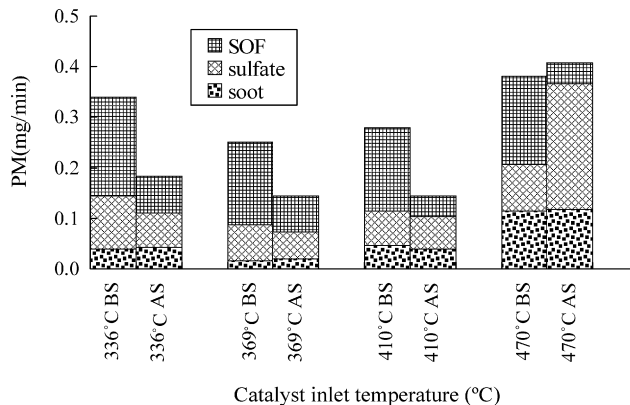 0.5
0.4
0.3
0.2
0.1
0.0
PM(mg/min)
SOF
sulfate
soot
336˚C BS
336˚C AS
369˚C BS
369˚C AS
410˚C BS
410˚C AS
470˚C BS
470˚C AS
Catalyst inlet temperature (ºC)